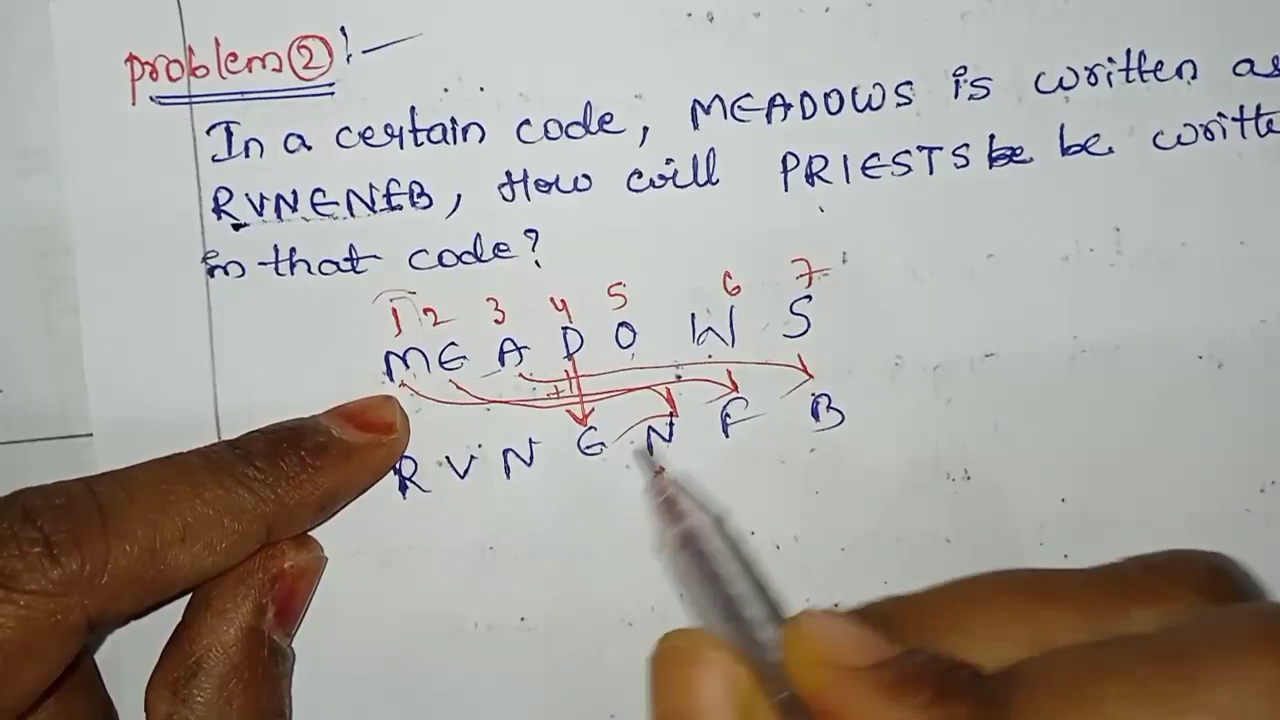 problem ② :-
In a certain code, MEADOWS is written as
RVNENFB, How will PRIESTS be be writte
in that code?
1 2 3 4 5 6 7
M E A D O W S
+1
R V N E N F B